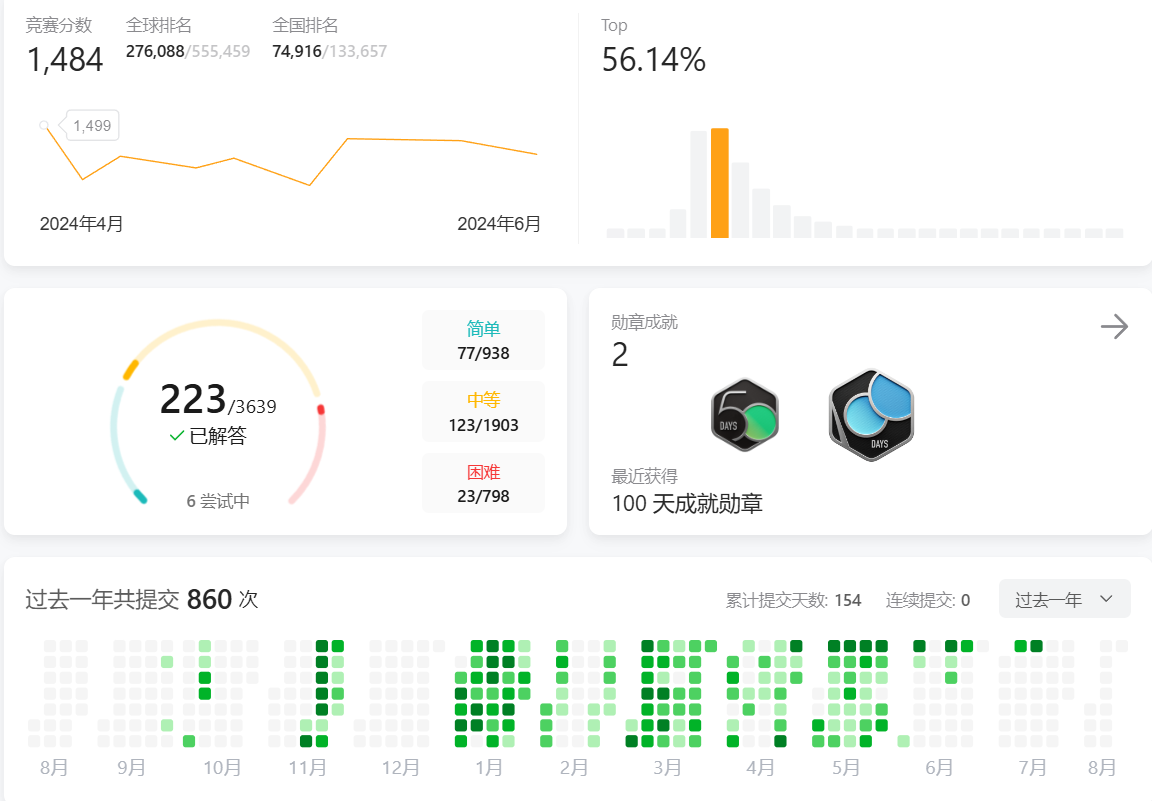 竞赛分数 全球排名 全国排名
1,484 276,088/555,459 74,916/133,657
Top
56.14%
1,499
2024年4月 2024年6月
223/3639
已解答
6 尝试中
简单
77/938
中等
123/1903
困难
23/798
勋章成就
2
50 DAYS
DAYS
最近获得
100 天成就勋章
过去一年共提交 860 次
累计提交天数: 154 连续提交: 0 过去一年
8月 9月 10月 11月 12月 1月 2月 3月 4月 5月 6月 7月 8月